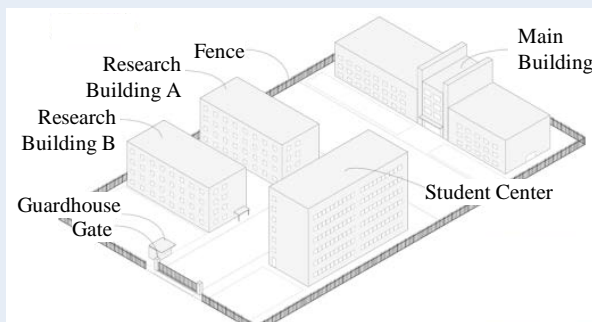 Fence
Main
Building
Research
Building A
Research
Building B
Student Center
Guardhouse
Gate